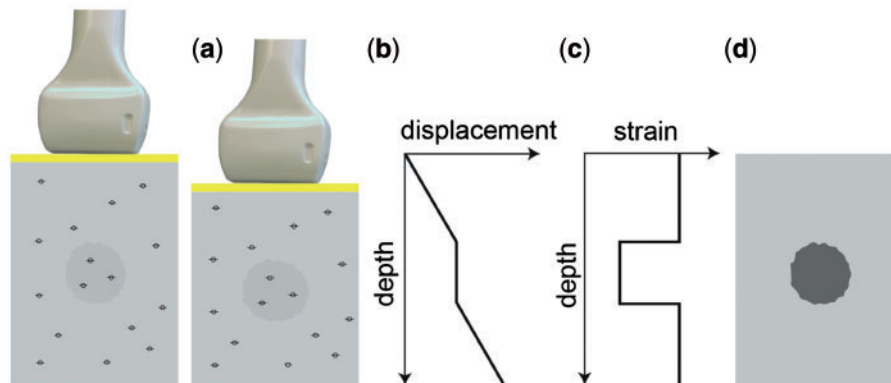 (a)
(b)
(c)
(d)
displacement
strain
depth
depth